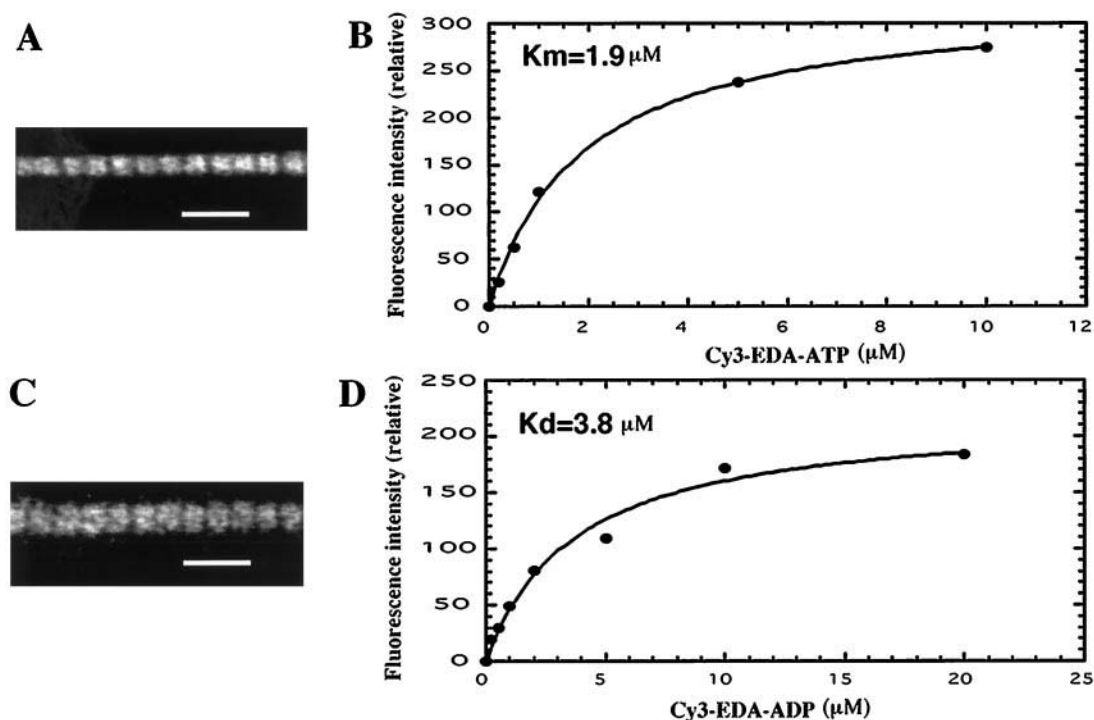 A
B
Fluorescence intensity (relative)
300
250
200
150
100
50
0
Km=1.9 μM
0 2 4 6 8 10 12
Cy3-EDA-ATP (μM)
C
D
Fluorescence intensity (relative)
250
200
150
100
50
0
Kd=3.8 μM
0 5 10 15 20 25
Cy3-EDA-ADP (μM)